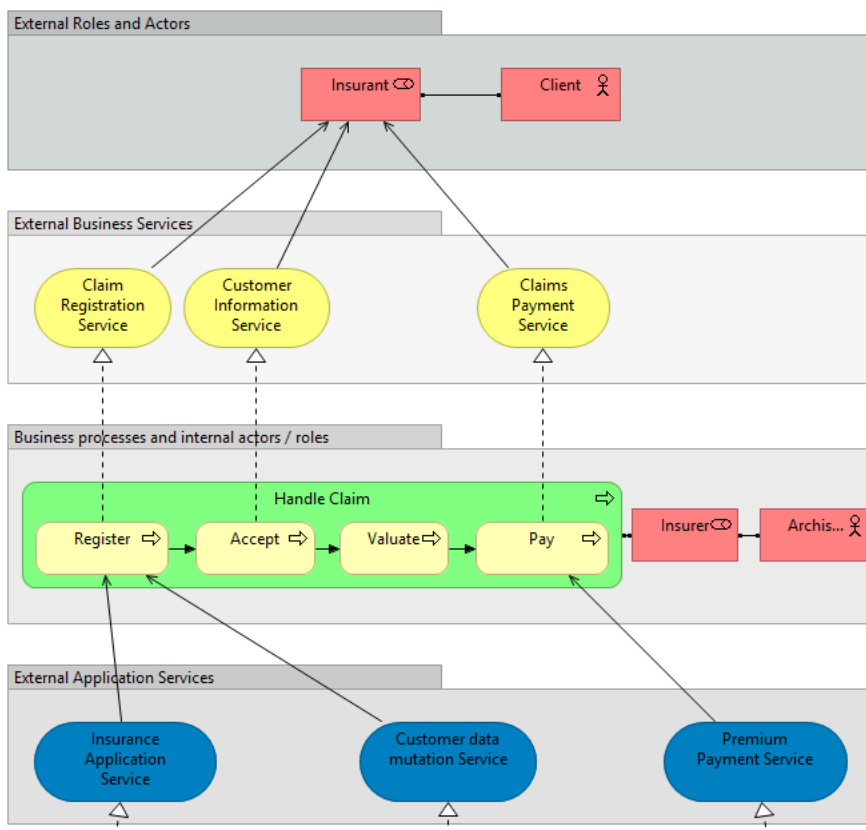 External Roles and Actors
Insurant
Client
External Business Services
Claim
Registration
Service
Customer
Information
Service
Claims
Payment
Service
Business processes and internal actors / roles
Handle Claim
Register
Accept
Valuate
Pay
Insurer
Archis...
External Application Services
Insurance
Application
Service
Customer data
mutation Service
Premium
Payment Service